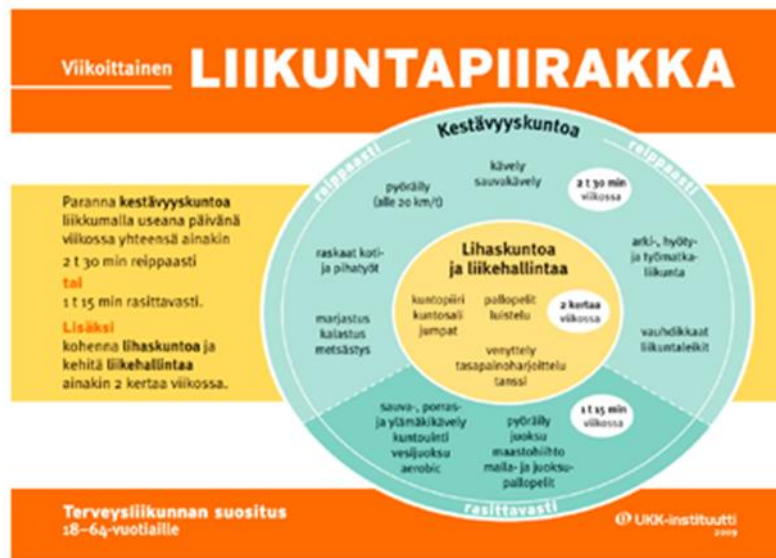 Viikoittainen LIIKUNTAPIIRAKKA
Paranna kestävyyskuntoa
liikkumalla useana päivänä
viikossa yhteensä ainakin
2 t 30 min reippaasti
tai
1 t 15 min rasittavasti.
Lisäksi
kohenna lihaskuntoa ja
kehitä liikehallintaa
ainakin 2 kertaa viikossa.
Kestävyyskuntoa
reippaasti
reippaasti
kävely
sauvakävely
2 t 30 min
viikossa
pyöräily
(alle 20 km/t)
raskaat koti-
ja pihatyöt
arki-, hyöty-
ja työmatka-
liikunta
marjastus
kalastus
metsästys
vauhdikkaat
liikuntaleikit
Lihaskuntoa
ja liikehallintaa
kuntopiiri
kuntosali
jumpat
pallopelit
luistelu
2 kertaa
viikossa
venyttely
tasapainoharjoittelu
tanssi
sauva-, porras-
ja ylämäkikävely
kuntouinti
vesijuoksu
aerobic
pyöräily
juoksu
maastohiihto
maila- ja juoksu-
pallopelit
1 t 15 min
viikossa
rasittavasti
Terveysliikunnan suositus
18–64-vuotiaille
UKK-instituutti
2009